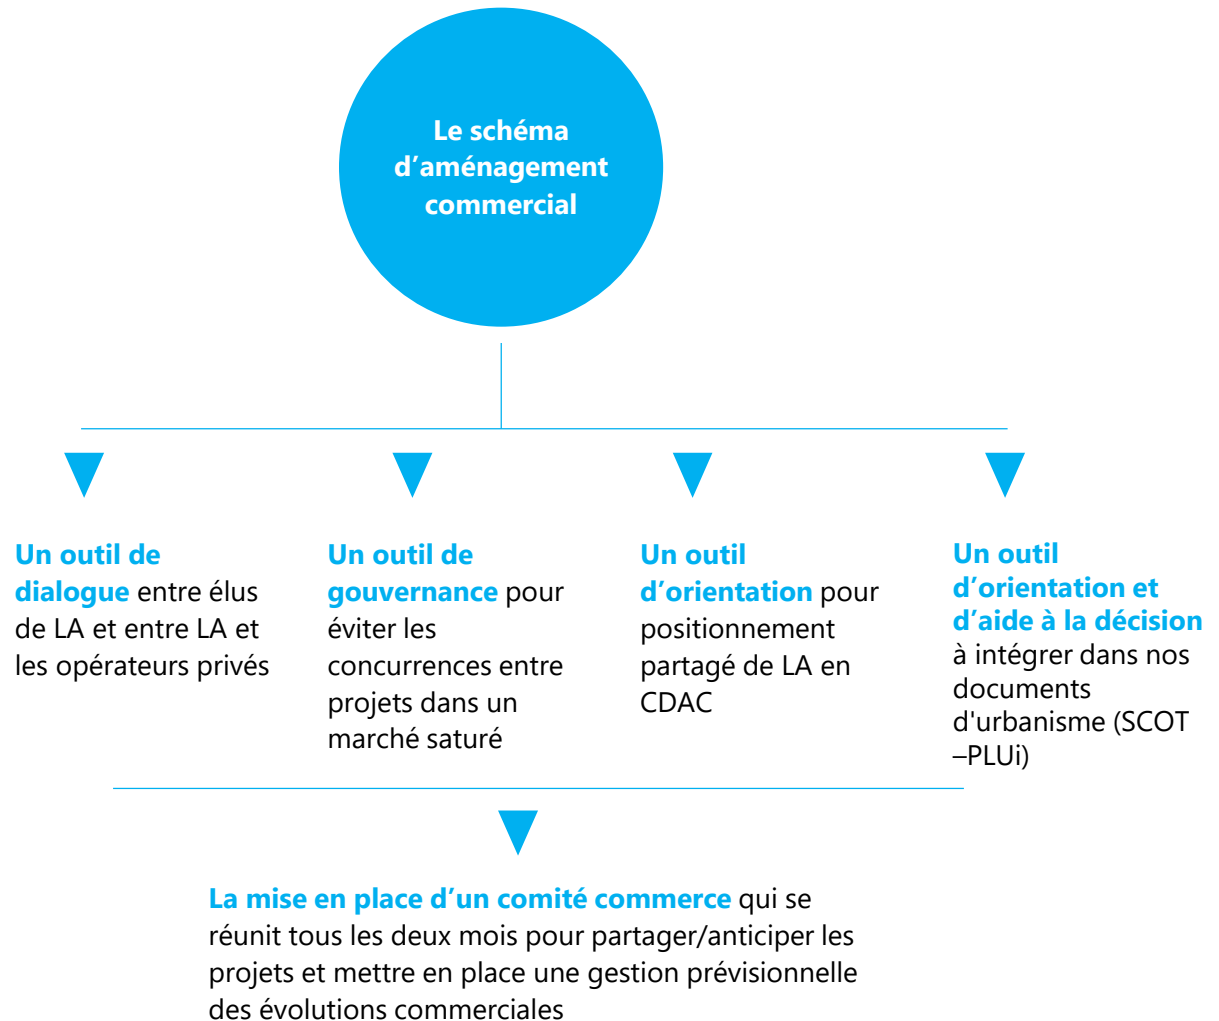 Le schéma
d’aménagement
commercial
Un outil de
dialogue entre élus
de LA et entre LA et
les opérateurs privés
Un outil de
gouvernance pour
éviter les
concurrences entre
projets dans un
marché saturé
Un outil
d’orientation pour
positionnement
partagé de LA en
CDAC
Un outil
d’orientation et
d’aide à la décision
à intégrer dans nos
documents
d'urbanisme (SCOT
–PLUi)
La mise en place d’un comité commerce qui se
réunit tous les deux mois pour partager/anticiper les
projets et mettre en place une gestion prévisionnelle
des évolutions commerciales